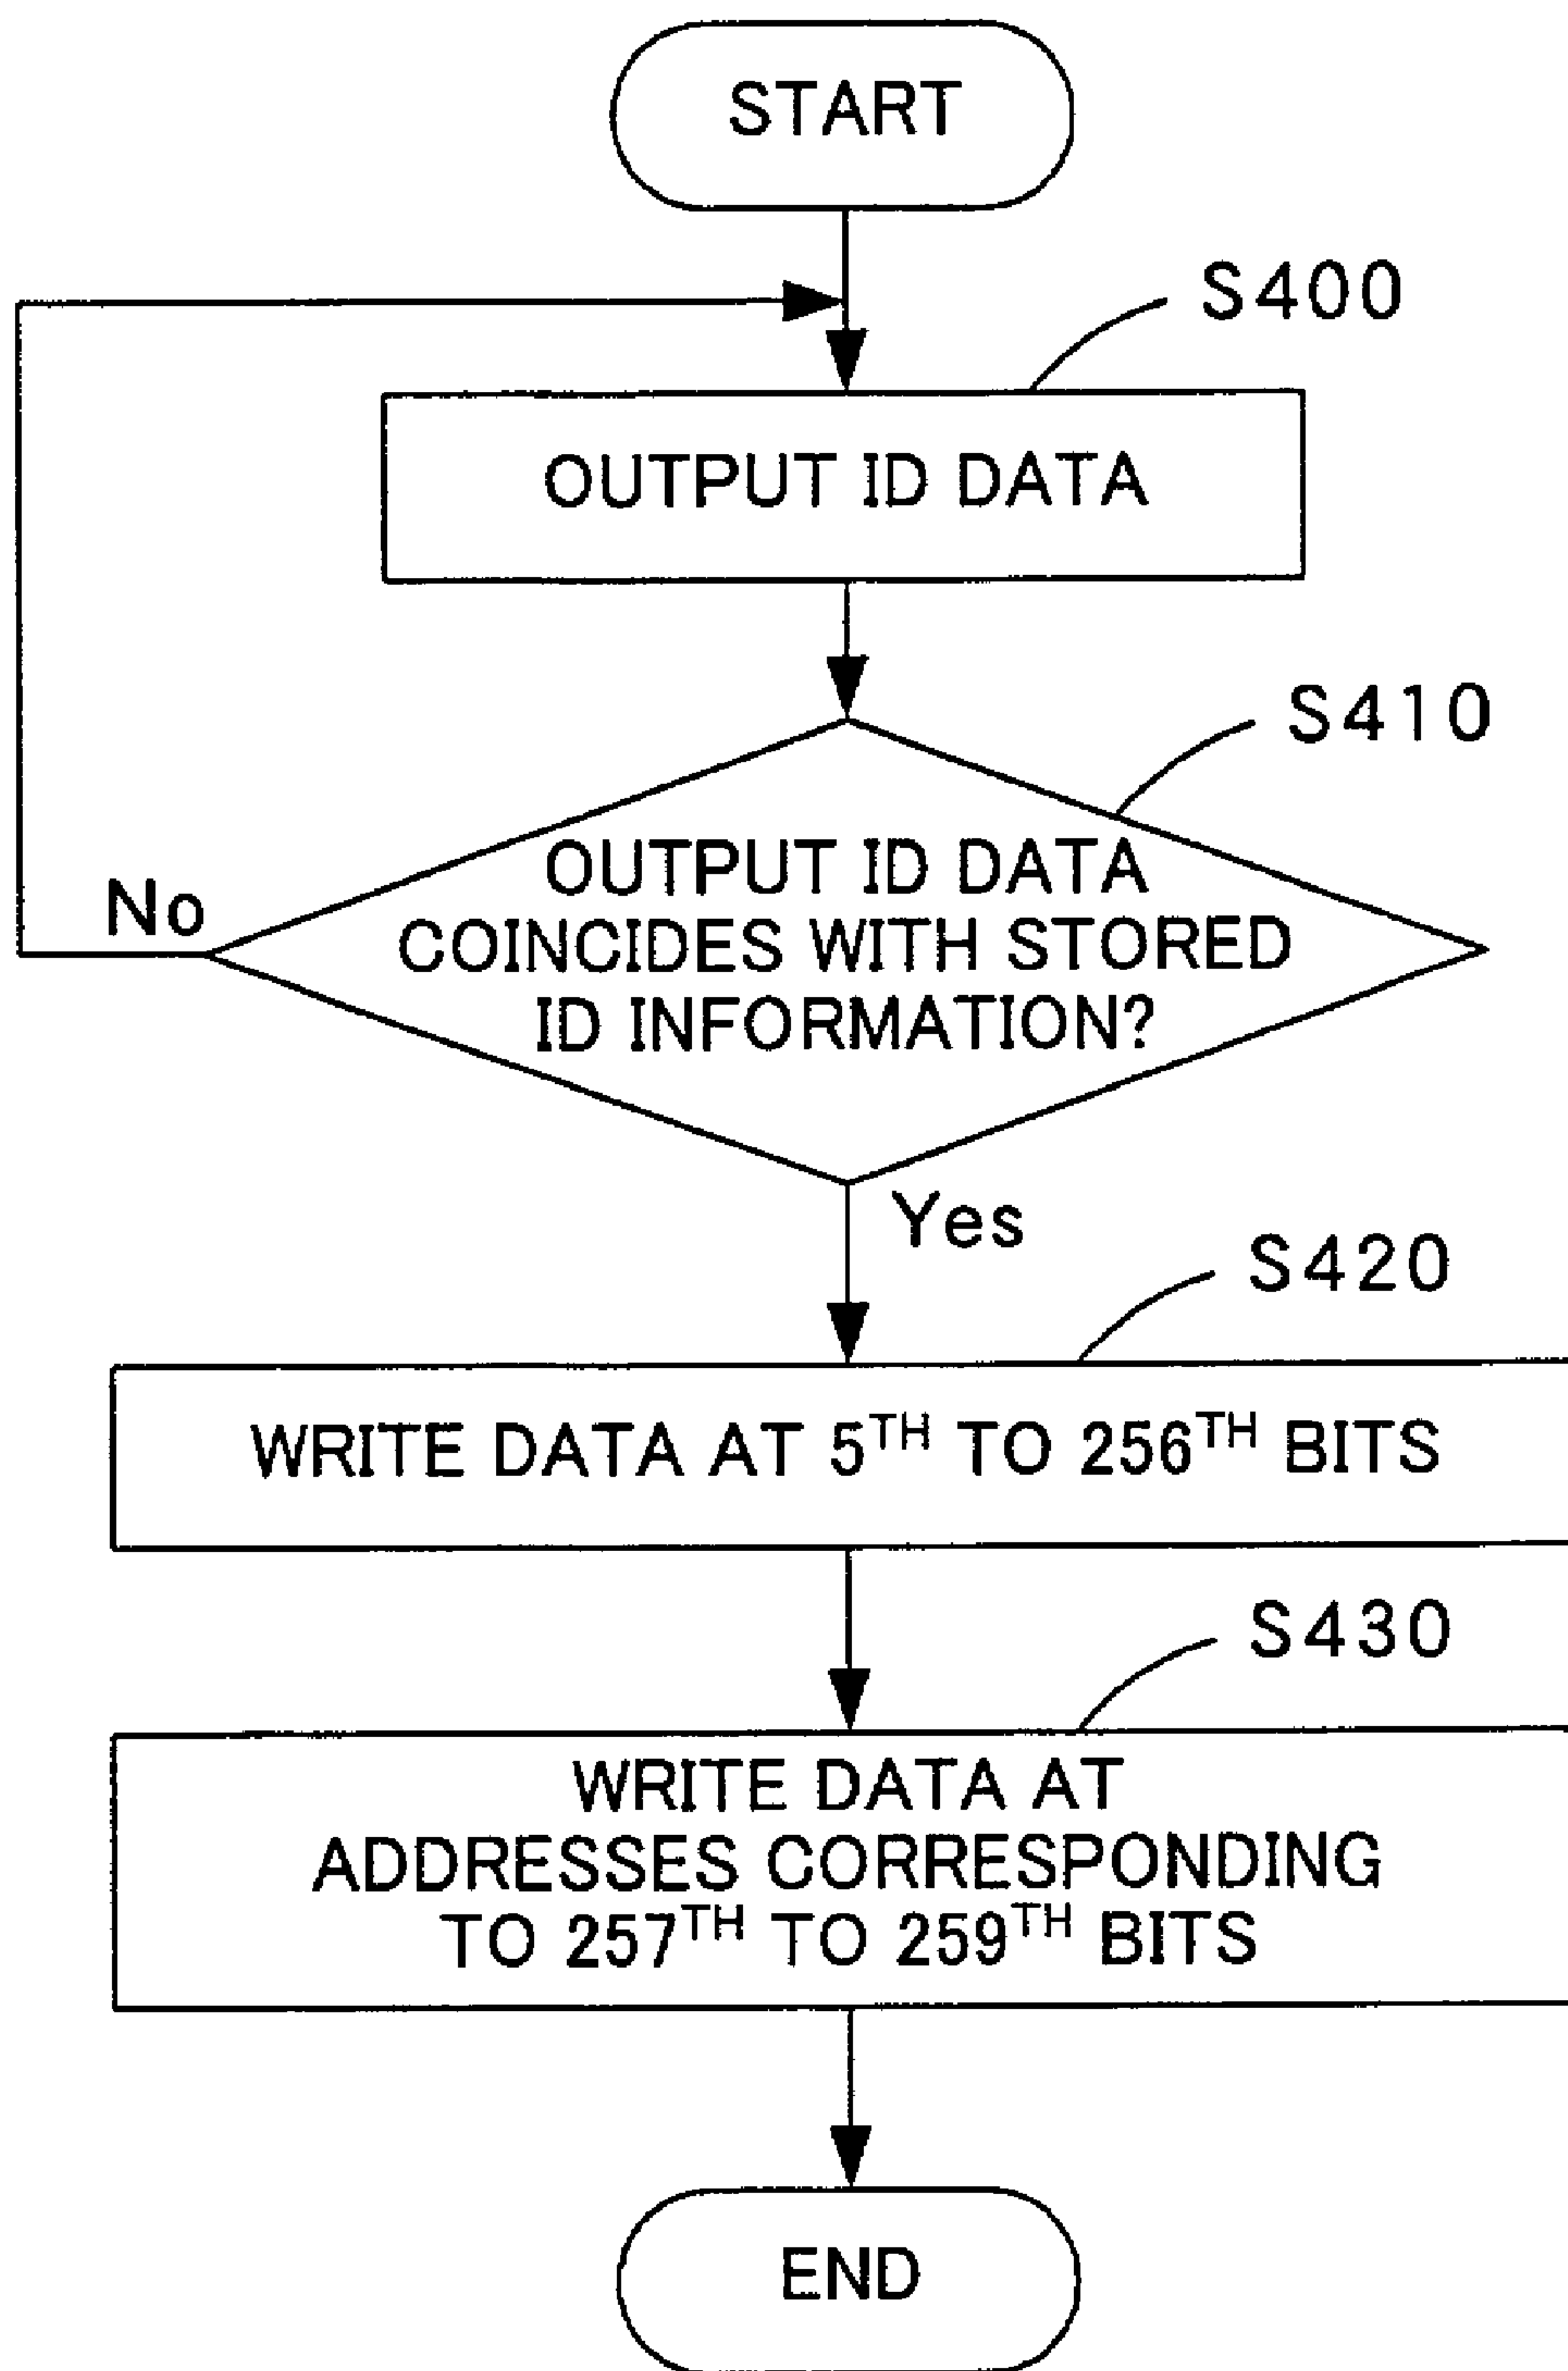 START
S400
OUTPUT ID DATA
S410
OUTPUT ID DATA
COINCIDES WITH STORED
ID INFORMATION?
No
Yes
S420
WRITE DATA AT 5TH TO 256TH BITS
S430
WRITE DATA AT
ADDRESSES CORRESPONDING
TO 257TH TO 259TH BITS
END